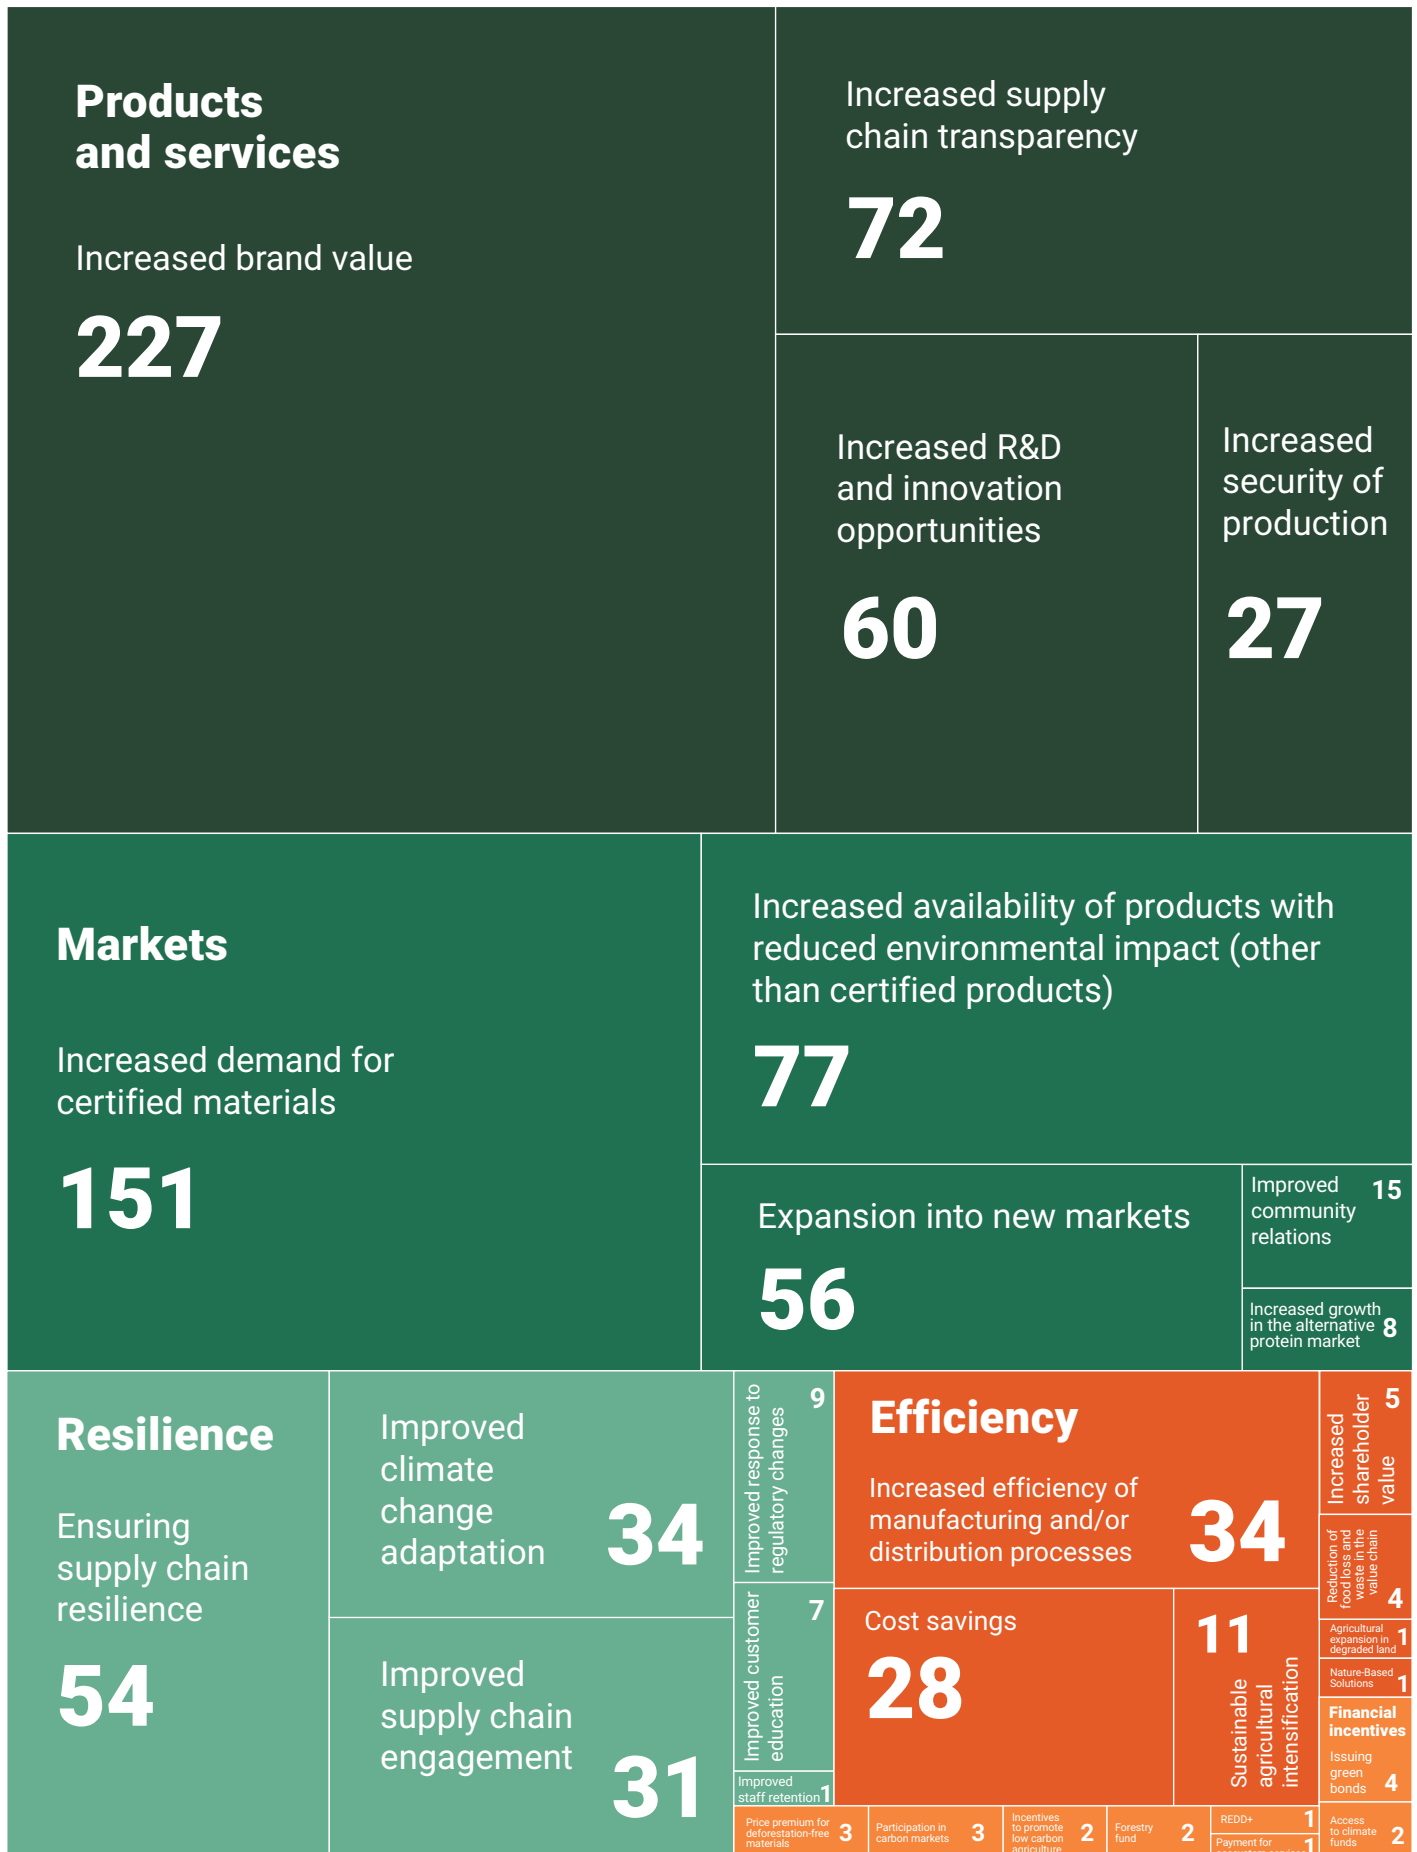 Products
and services
Increased brand value
227
Increased supply
chain transparency
72
Increased R&D
and innovation
opportunities
60
Increased
security of
production
27
Markets
Increased demand for
certified materials
151
Increased availability of products with
reduced environmental impact (other
than certified products)
77
Expansion into new markets
56
Improved
community
relations
15
Increased growth
in the alternative
protein market
8
Resilience
Ensuring
supply chain
resilience
54
Improved
climate
change
adaptation
34
Improved
supply chain
engagement
31
Improved response to
regulatory changes
9
Improved customer
education
7
Improved
staff retention
1
Efficiency
Increased efficiency of
manufacturing and/or
distribution processes
34
Cost savings
28
11
Sustainable
agricultural
intensification
Increased
shareholder
value
5
Reduction of
food loss and
waste in the
value chain
4
Agricultural
expansion in
degraded land
1
Nature-Based
Solutions
1
Financial
incentives
Issuing
green
bonds
4
Price premium for
deforestation-free
materials
3
Participation in
carbon markets
3
Incentives
to promote
low carbon
agriculture
2
Forestry
fund
2
REDD+
1
Payment for
1
Access
to climate
funds
2